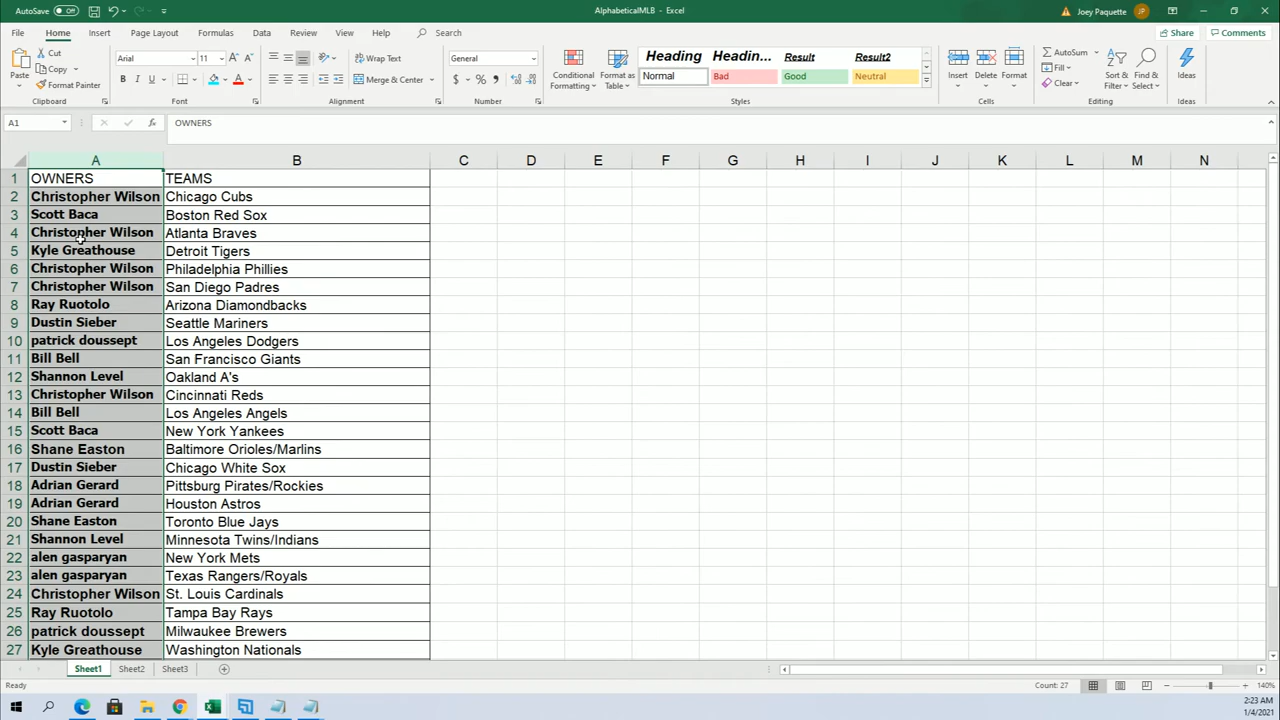 AutoSave Off AlphabeticalMLB - Excel Joey Paquette JP
File Home Insert Page Layout Formulas Data Review View Help Search Share Comments
Paste Cut Copy Format Painter Clipboard
Arial 11 A A B I U A Font
Wrap Text Merge & Center Alignment
General $ % Number
Conditional Formatting Format as Table
Heading Headin... Result Result2
Normal Bad Good Neutral Styles
Insert Delete Format Cells
AutoSum Fill Clear Sort & Filter Find & Select Editing
Ideas Ideas
A1 fx OWNERS
A B C D E F G H I J K L M N
1 OWNERS TEAMS
2 Christopher Wilson Chicago Cubs
3 Scott Baca Boston Red Sox
4 Christopher Wilson Atlanta Braves
5 Kyle Greathouse Detroit Tigers
6 Christopher Wilson Philadelphia Phillies
7 Christopher Wilson San Diego Padres
8 Ray Ruotolo Arizona Diamondbacks
9 Dustin Sieber Seattle Mariners
10 patrick doussept Los Angeles Dodgers
11 Bill Bell San Francisco Giants
12 Shannon Level Oakland A's
13 Christopher Wilson Cincinnati Reds
14 Bill Bell Los Angeles Angels
15 Scott Baca New York Yankees
16 Shane Easton Baltimore Orioles/Marlins
17 Dustin Sieber Chicago White Sox
18 Adrian Gerard Pittsburg Pirates/Rockies
19 Adrian Gerard Houston Astros
20 Shane Easton Toronto Blue Jays
21 Shannon Level Minnesota Twins/Indians
22 alen gasparyan New York Mets
23 alen gasparyan Texas Rangers/Royals
24 Christopher Wilson St. Louis Cardinals
25 Ray Ruotolo Tampa Bay Rays
26 patrick doussept Milwaukee Brewers
27 Kyle Greathouse Washington Nationals
Sheet1 Sheet2 Sheet3
Ready Count: 27 140%
2:23 AM
1/4/2021